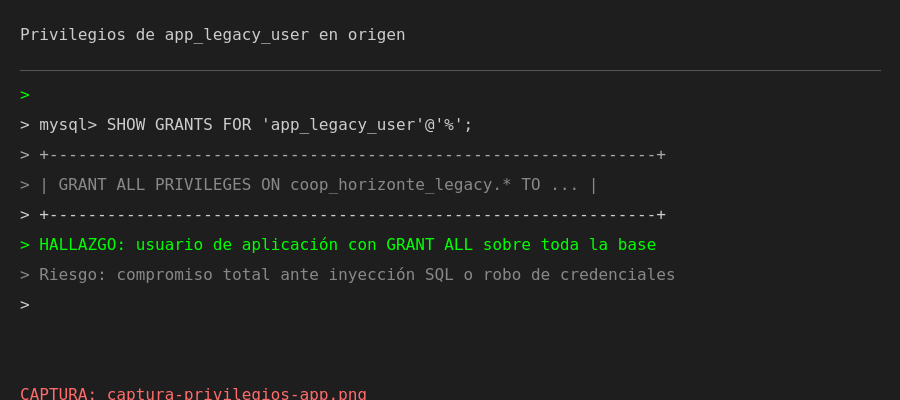 Privilegios de app_legacy_user en origen
>
> mysql> SHOW GRANTS FOR 'app_legacy_user'@'%';
> +---------------------------------------------------------------+
> | GRANT ALL PRIVILEGES ON coop_horizonte_legacy.* TO ... |
> +---------------------------------------------------------------+
> HALLAZGO: usuario de aplicación con GRANT ALL sobre toda la base
> Riesgo: compromiso total ante inyección SQL o robo de credenciales
>
CAPTURA: captura-privilegios-app.png